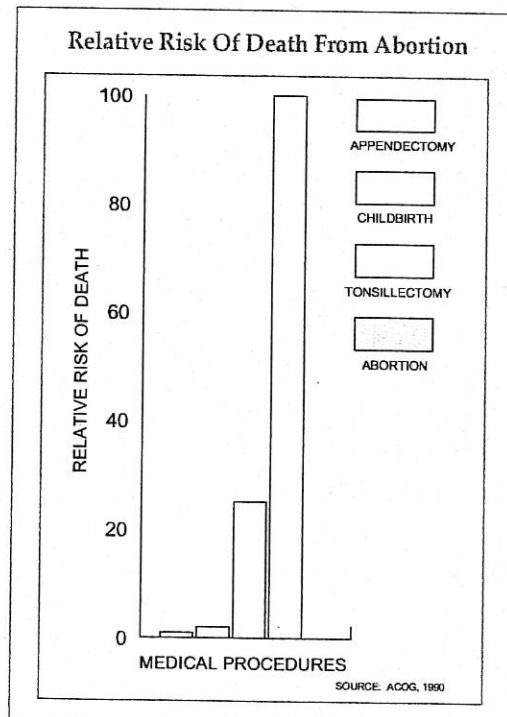 Relative Risk Of Death From Abortion
100
80
60
40
20
0
RELATIVE RISK OF DEATH
MEDICAL PROCEDURES
APPENDECTOMY
CHILDBIRTH
TONSILLECTOMY
ABORTION
SOURCE: ACOG, 1990